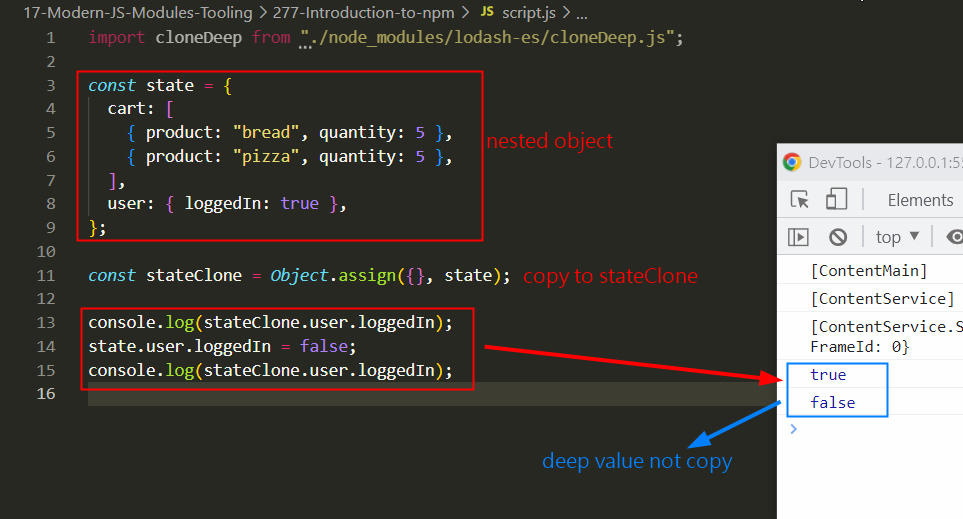 17-Modern-JS-Modules-Tooling > 277-Introduction-to-npm > JS script.js > ...
1 import cloneDeep from "./node_modules/lodash-es/cloneDeep.js";
2
3 const state = {
4 cart: [
5 { product: "bread", quantity: 5 },
6 { product: "pizza", quantity: 5 },
7 ],
8 user: { loggedIn: true },
9 };
nested object
10
11 const stateClone = Object.assign({}, state); copy to stateClone
12
13 console.log(stateClone.user.loggedIn);
14 state.user.loggedIn = false;
15 console.log(stateClone.user.loggedIn);
16
deep value not copy
DevTools - 127.0.0.1:55
Elements
top ▼
[ContentMain]
[ContentService]
[ContentService.S
FrameId: 0}
true
false
>